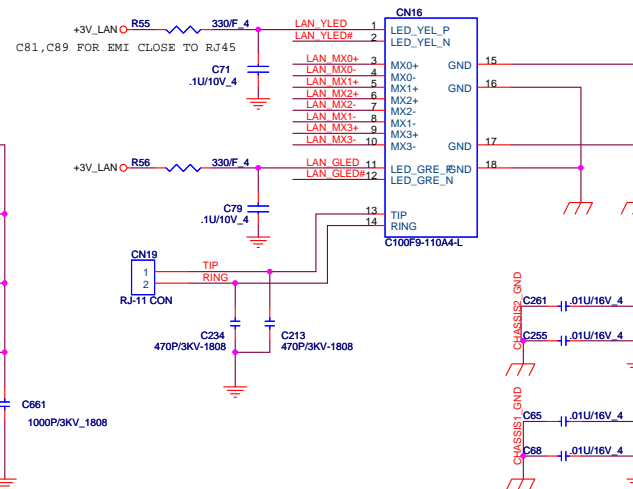 CN16
+3V_LAN R55 330/F_4 LAN_YLED 1 LED_YEL_P
LAN_YLED# 2 LED_YEL_N
C81,C89 FOR EMI CLOSE TO RJ45
C71
.1U/10V_4
LAN_MX0+ 3 MX0+ GND 15
LAN_MX0- 4 MX0-
LAN_MX1+ 5 MX1+ GND 16
LAN_MX2+ 6 MX2+
LAN_MX2- 7 MX2-
LAN_MX1- 8 MX1-
LAN_MX3+ 9 MX3+
LAN_MX3- 10 MX3- GND 17
+3V_LAN R56 330/F_4 LAN_GLED 11 LED_GRE_P GND 18
LAN_GLED# 12 LED_GRE_N
C79
.1U/10V_4
13 TIP
14 RING
C100F9-110A4-L
CN19
1 TIP
2 RING
RJ-11 CON
C234
470P/3KV-1808
C213
470P/3KV-1808
C661
1000P/3KV_1808
CHASSIS2_GND
C261 .01U/16V_4
C255 .01U/16V_4
CHASSIS1_GND
C65 .01U/16V_4
C68 .01U/16V_4